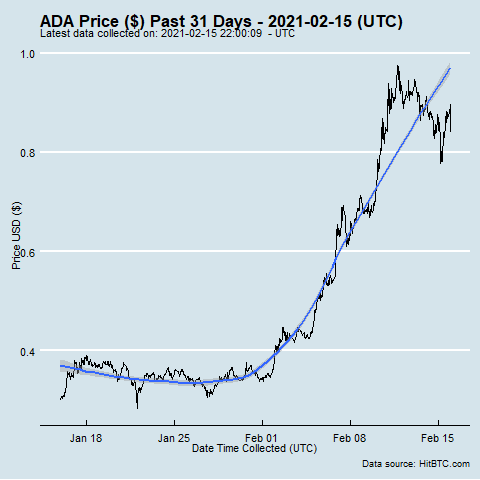 ADA Price ($) Past 31 Days - 2021-02-15 (UTC)
Latest data collected on: 2021-02-15 22:00:09 - UTC
1.0
0.8
0.6
0.4
Price USD ($)
Jan 18
Jan 25
Feb 01
Feb 08
Feb 15
Date Time Collected (UTC)
Data source: HitBTC.com